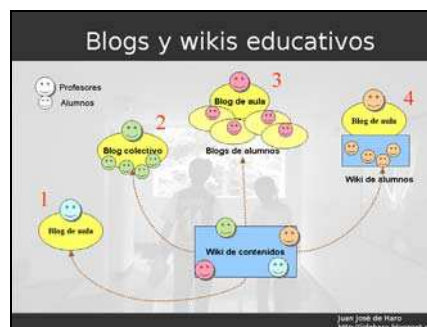 Blogs y wikis educativos
Profesores
Alumnos
3
Blog de aula
4
Blog de aula
2
Blog colectivo
Blogs de alumnos
Wiki de alumnos
1
Blog de aula
Wiki de contenidos
Juan José de Haro